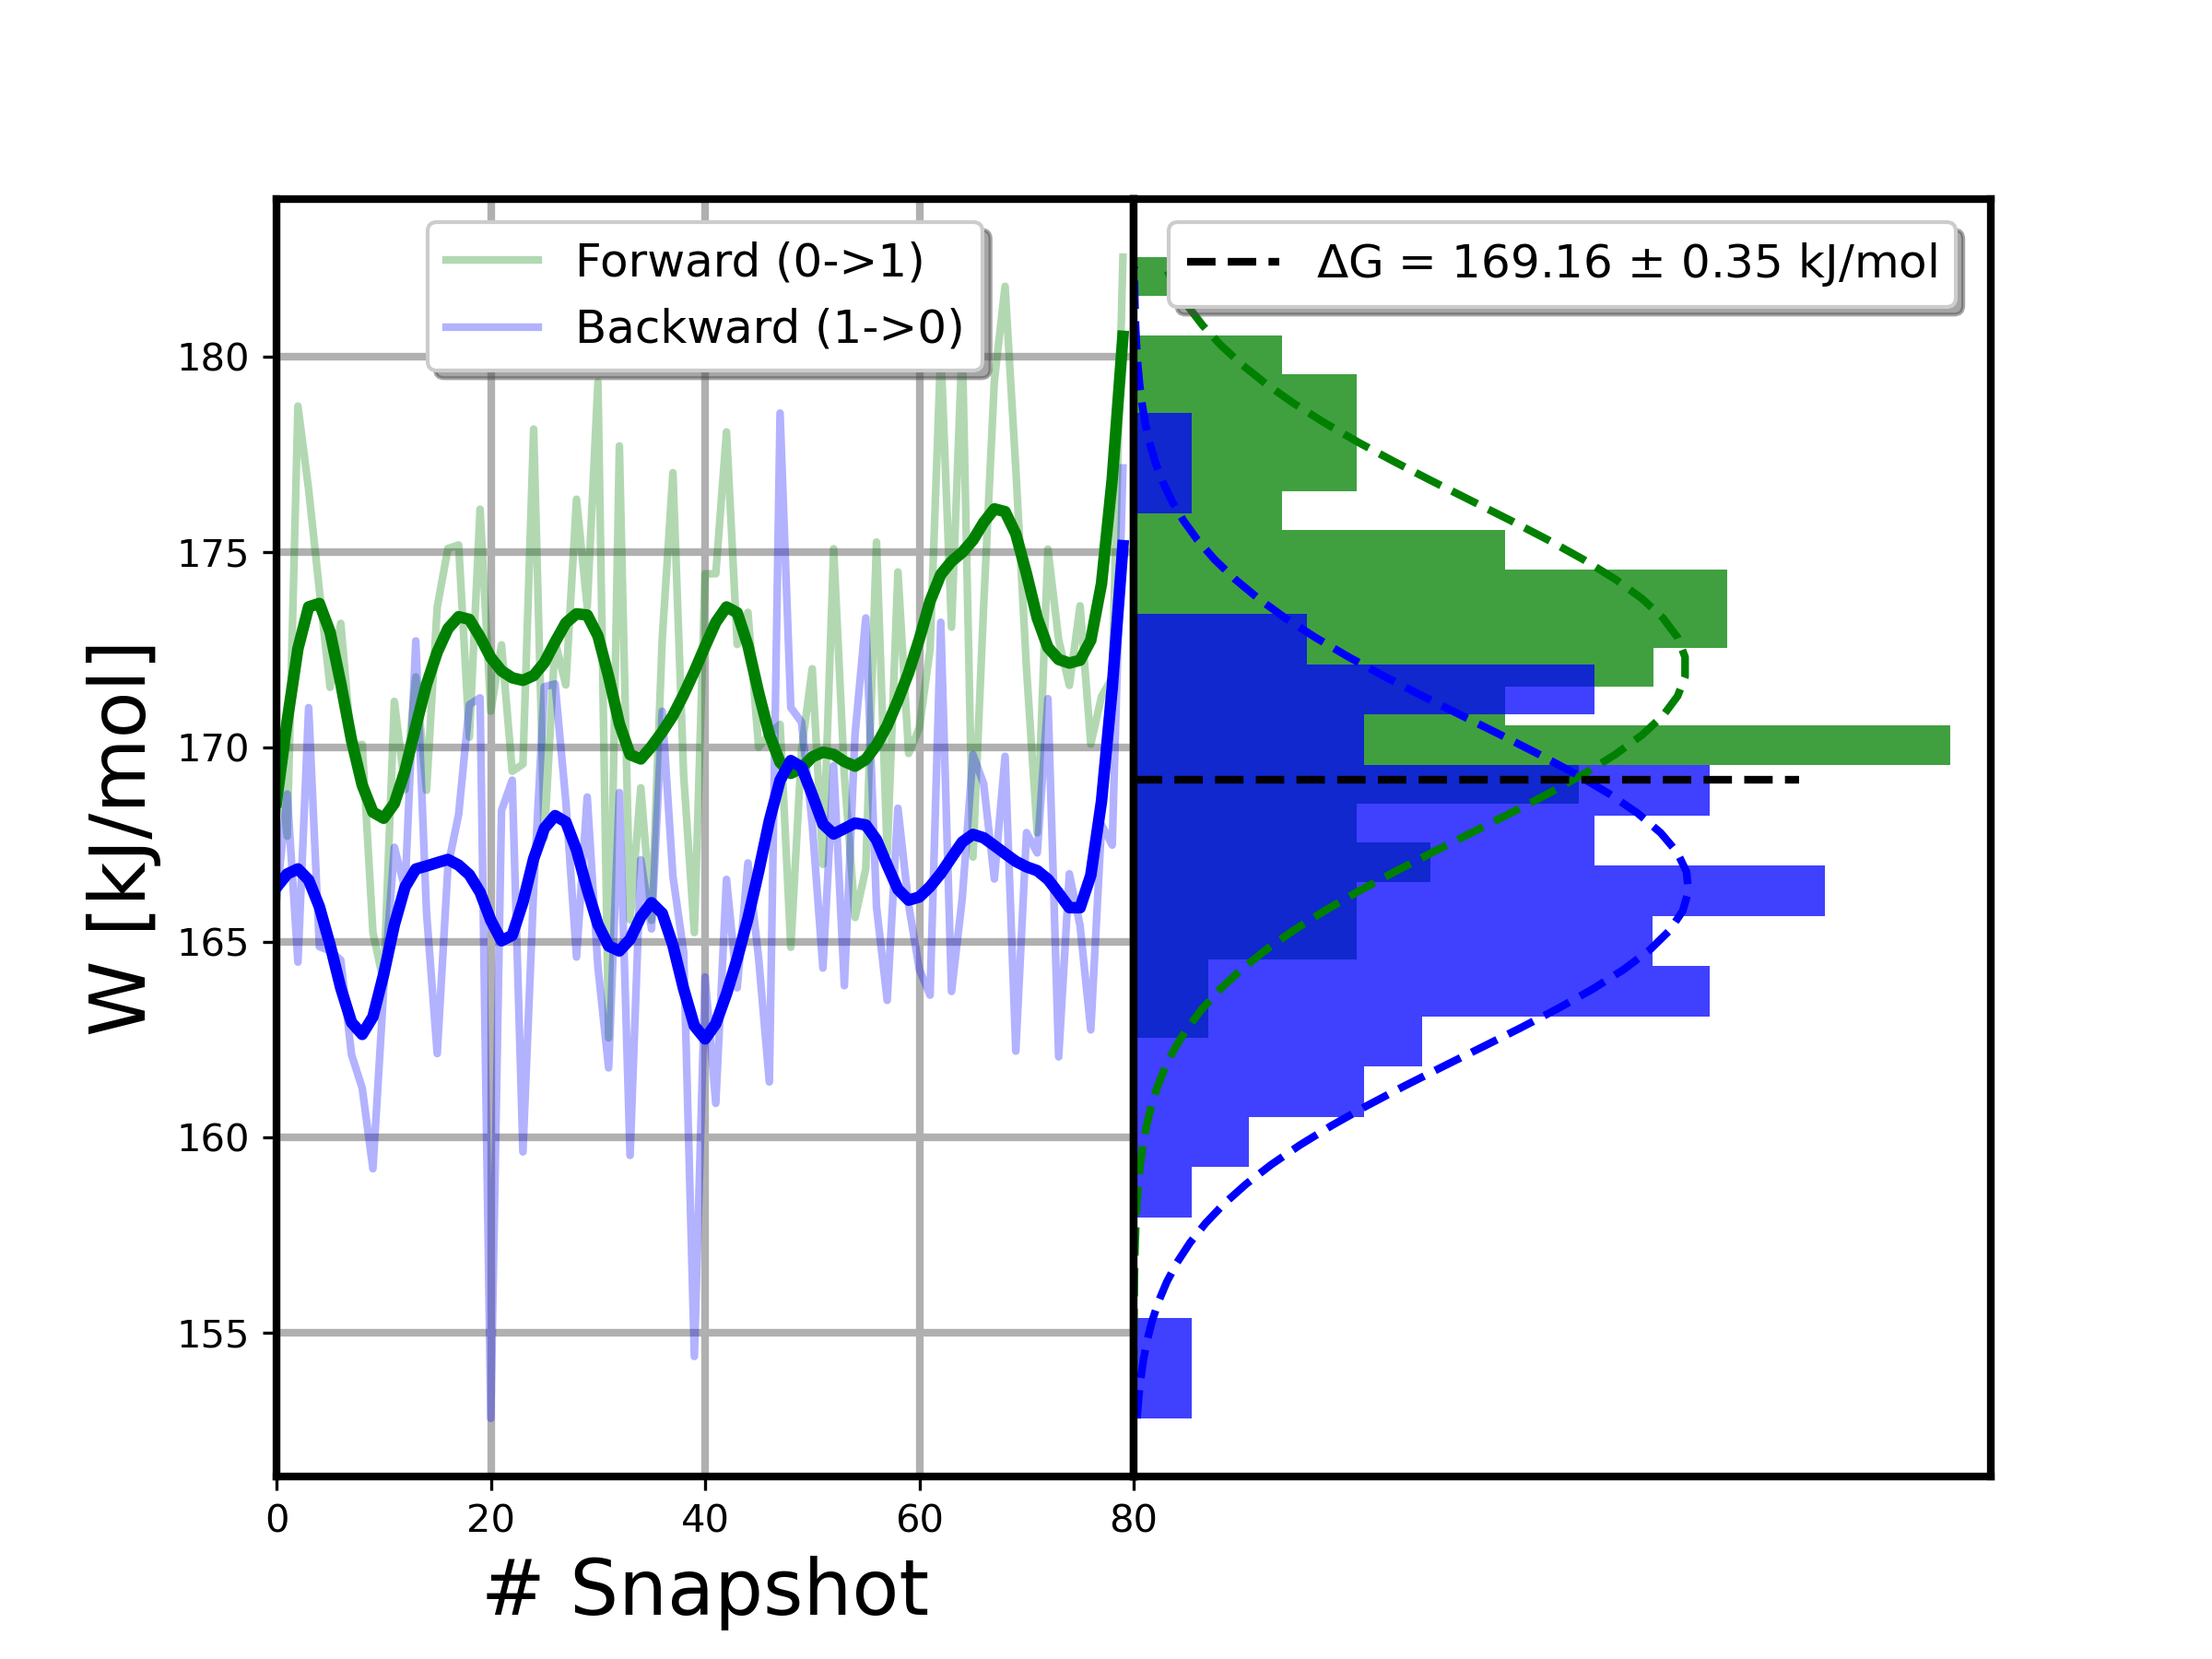 Forward (0->1)
Backward (1->0)
ΔG = 169.16 ± 0.35 kJ/mol
W [kJ/mol]
180
175
170
165
160
155
0 20 40 60 80
# Snapshot